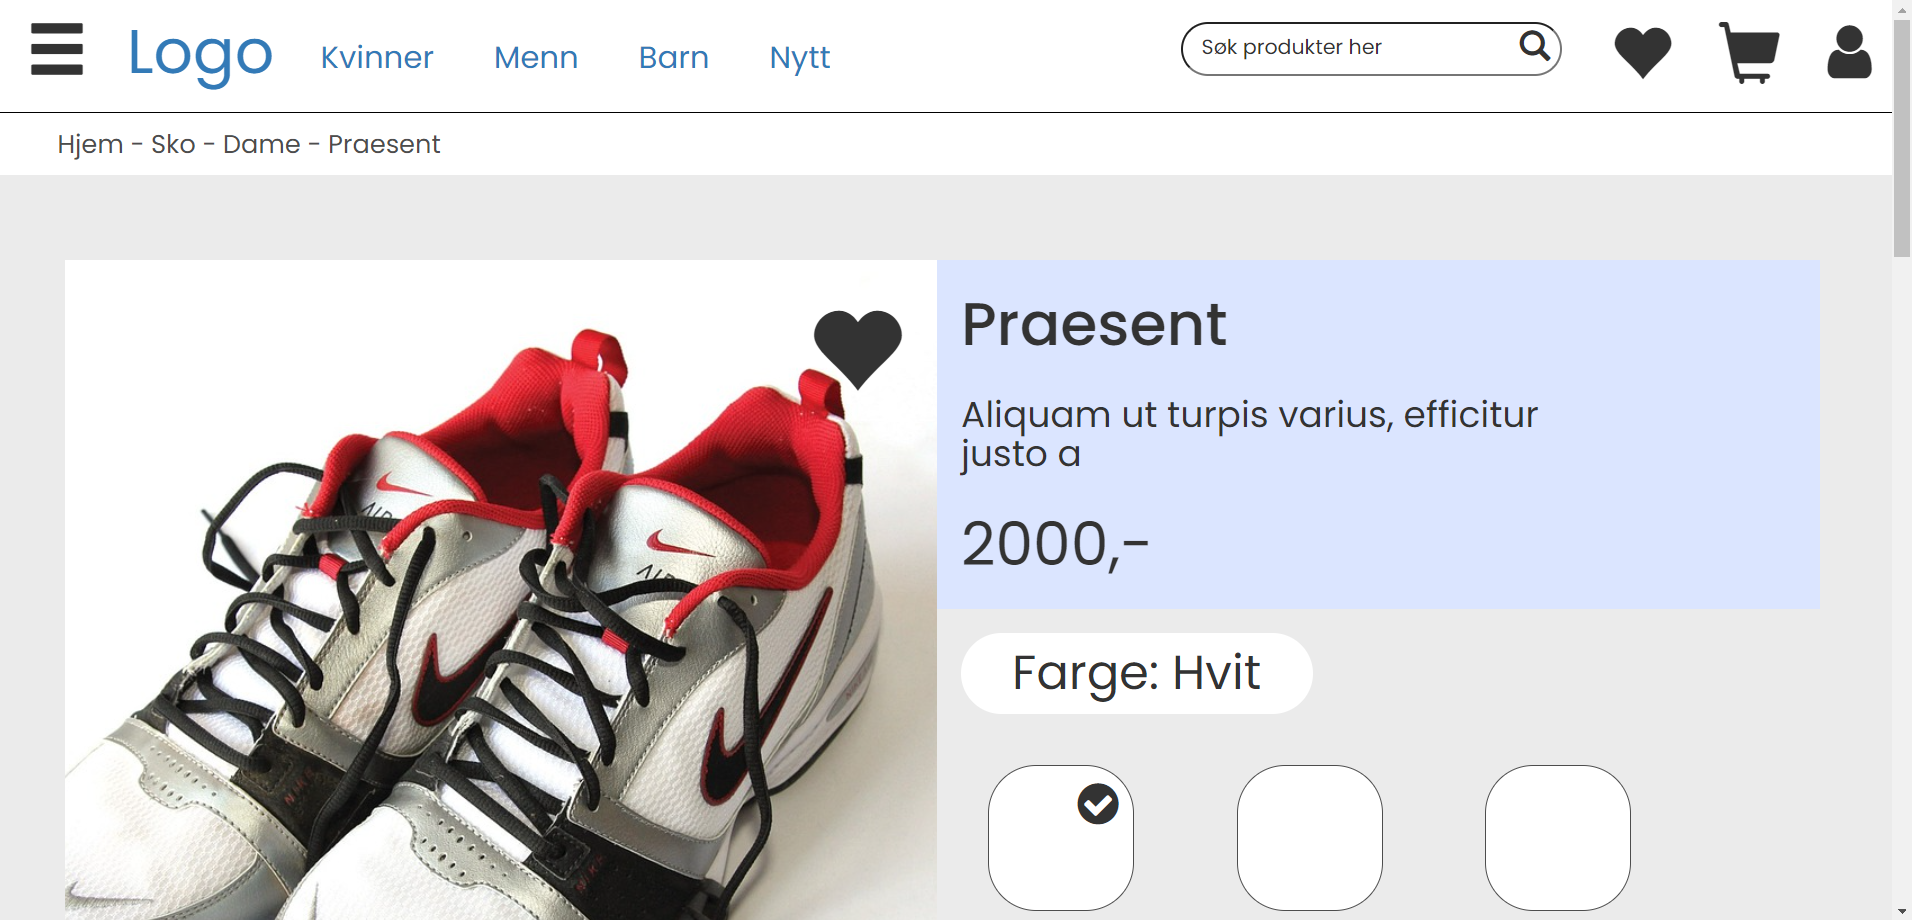 Logo Kvinner Menn Barn Nytt Søk produkter her
Hjem - Sko - Dame - Praesent
Praesent
Aliquam ut turpis varius, efficitur
justo a
2000,-
Farge: Hvit